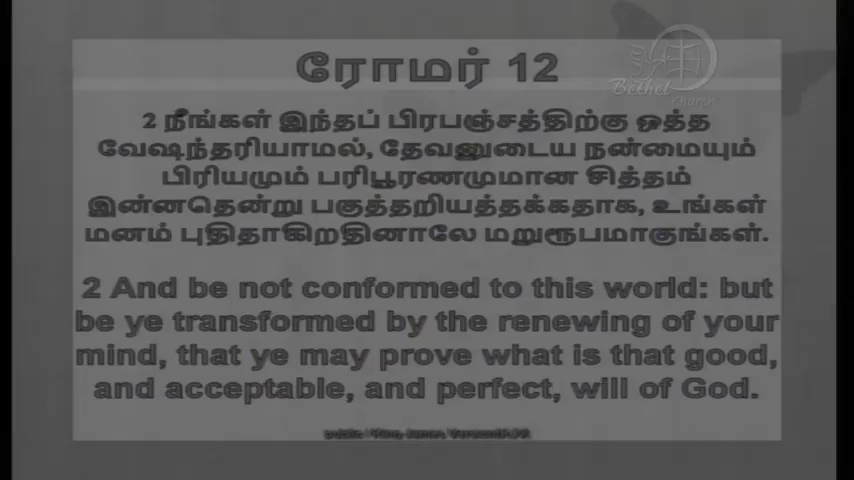 Bethel
Church
ரோமர் 12
2 நீங்கள் இந்தப் பிரபஞ்சத்திற்கு ஒத்த
வேஷந்தரியாமல், தேவனுடைய நன்மையும்
பிரியமும் பரிபூரணமுமான சித்தம்
இன்னதென்று பகுத்தறியத்தக்கதாக, உங்கள்
மனம் புதிதாகிறதினாலே மறுரூபமாகுங்கள்.
2 And be not conformed to this world: but
be ye transformed by the renewing of your
mind, that ye may prove what is that good,
and acceptable, and perfect, will of God.